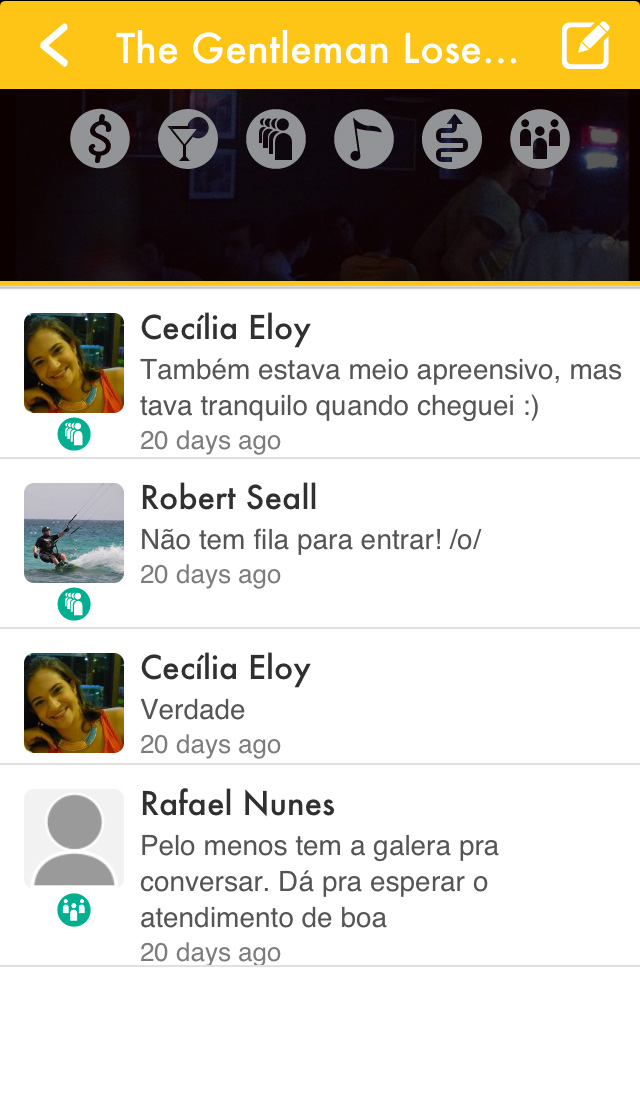 The Gentleman Lose...
Cecília Eloy
Também estava meio apreensivo, mas
tava tranquilo quando cheguei :)
20 days ago
Robert Seall
Não tem fila para entrar! /o/
20 days ago
Cecília Eloy
Verdade
20 days ago
Rafael Nunes
Pelo menos tem a galera pra
conversar. Dá pra esperar o
atendimento de boa
20 days ago